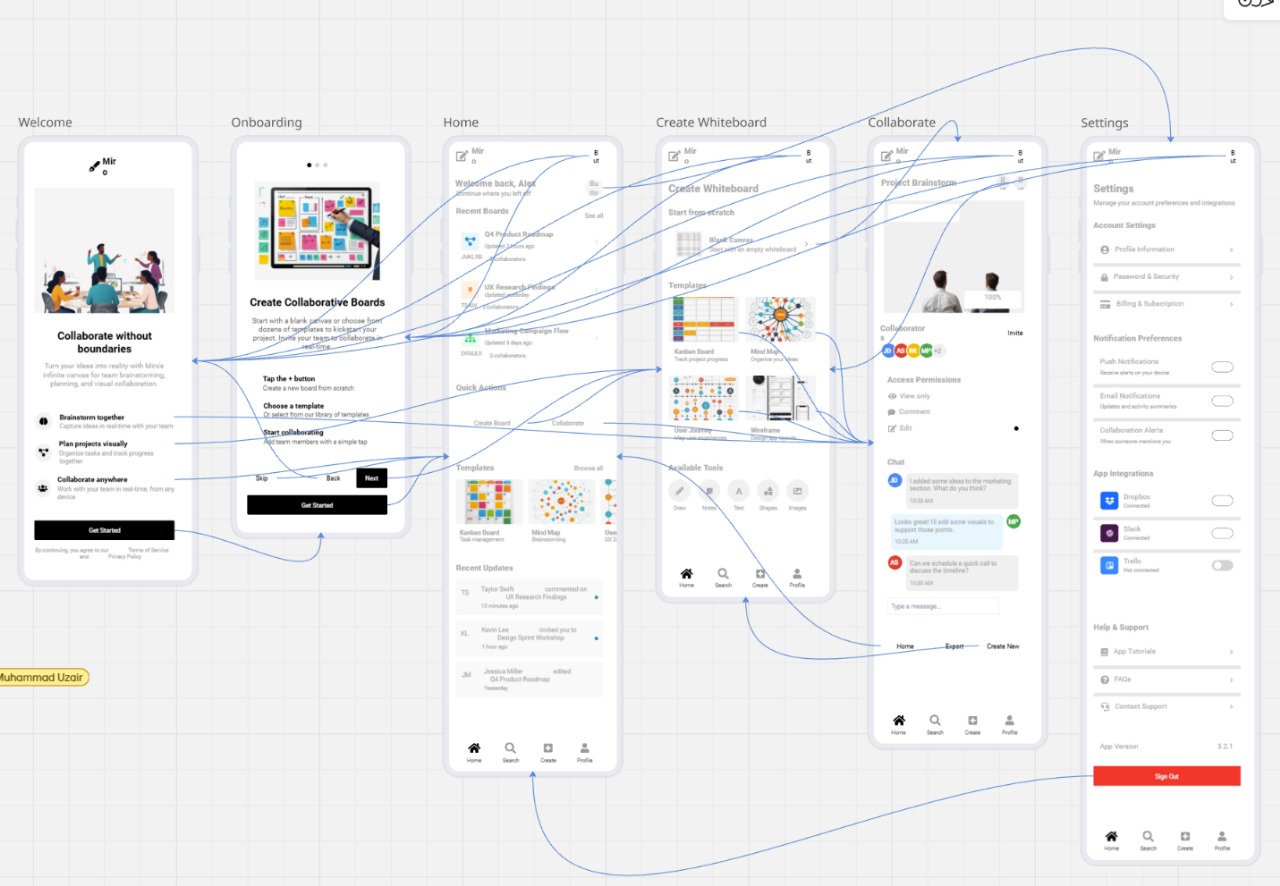 Welcome
Mir
o
Collaborate without
boundaries
Turn your ideas into reality with Miro's
infinite canvas for team brainstorming,
planning, and visual collaboration.
Brainstorm together
Capture ideas in real-time with your team
Plan projects visually
Organize tasks and track progress
together
Collaborate anywhere
Work with your team in real-time, from any
device
Get Started
By continuing, you agree to our Terms of Service
and Privacy Policy
Muhammad Uzair
Onboarding
Create Collaborative Boards
Start with a blank canvas or choose from
dozens of templates to kickstart your
project. Invite your team to collaborate in
real-time.
Tap the + button
Create a new board from scratch
Choose a template
Or select from our library of templates
Start collaborating
Add team members with a simple tap
Skip
Back
Next
Get Started
Home
Mir
o
B
ut
Welcome back, Alex
Continue where you left off
Bu
Recent Boards
See all
Q4 Product Roadmap
Updated 2 hours ago
collaborators
UX Research Findings
Updated yesterday
collaborators
Marketing Campaign Flow
Updated 3 days ago
3 collaborators
Quick Actions
Create Board
Collaborate
Templates
Browse all
Kanban Board
Task management
Mind Map
Brainstorming
User
UX D
Recent Updates
TS
Taylor Swift commented on
UX Research Findings
10 minutes ago
KL
Kevin Lee invited you to
Design Sprint Workshop
1 hour ago
JM
Jessica Miller edited
Q4 Product Roadmap
Yesterday
Home
Search
Create
Profile
Create Whiteboard
Mir
o
B
ut
Create Whiteboard
Start from scratch
Blank Canvas
Start with an empty whiteboard
Templates
Kanban Board
Track project progress
Mind Map
Organize your ideas
User Journey
Map user experiences
Wireframe
Design app layouts
Available Tools
Draw
Notes
Text
Shapes
Images
Home
Search
Create
Profile
Collaborate
Mir
o
B
ut
Project Brainstorm
100%
Collaborator
s
Invite
JD
AS
RK
MP
+2
Access Permissions
View only
Comment
Edit
Chat
JD
I added some ideas to the marketing
section. What do you think?
10:23 AM
Looks great! I'll add some visuals to
support those points.
10:25 AM
MP
AS
Can we schedule a quick call to
discuss the timeline?
10:30 AM
Type a message...
Home
Export
Create New
Home
Search
Create
Profile
Settings
Mir
o
B
ut
Settings
Manage your account preferences and integrations
Account Settings
Profile Information
Password & Security
Billing & Subscription
Notification Preferences
Push Notifications
Receive alerts on your device
Email Notifications
Updates and activity summaries
Collaboration Alerts
When someone mentions you
App Integrations
Dropbox
Connected
Slack
Connected
Trello
Not connected
Help & Support
App Tutorials
FAQs
Contact Support
App Version
3.2.1
Sign Out
Home
Search
Create
Profile